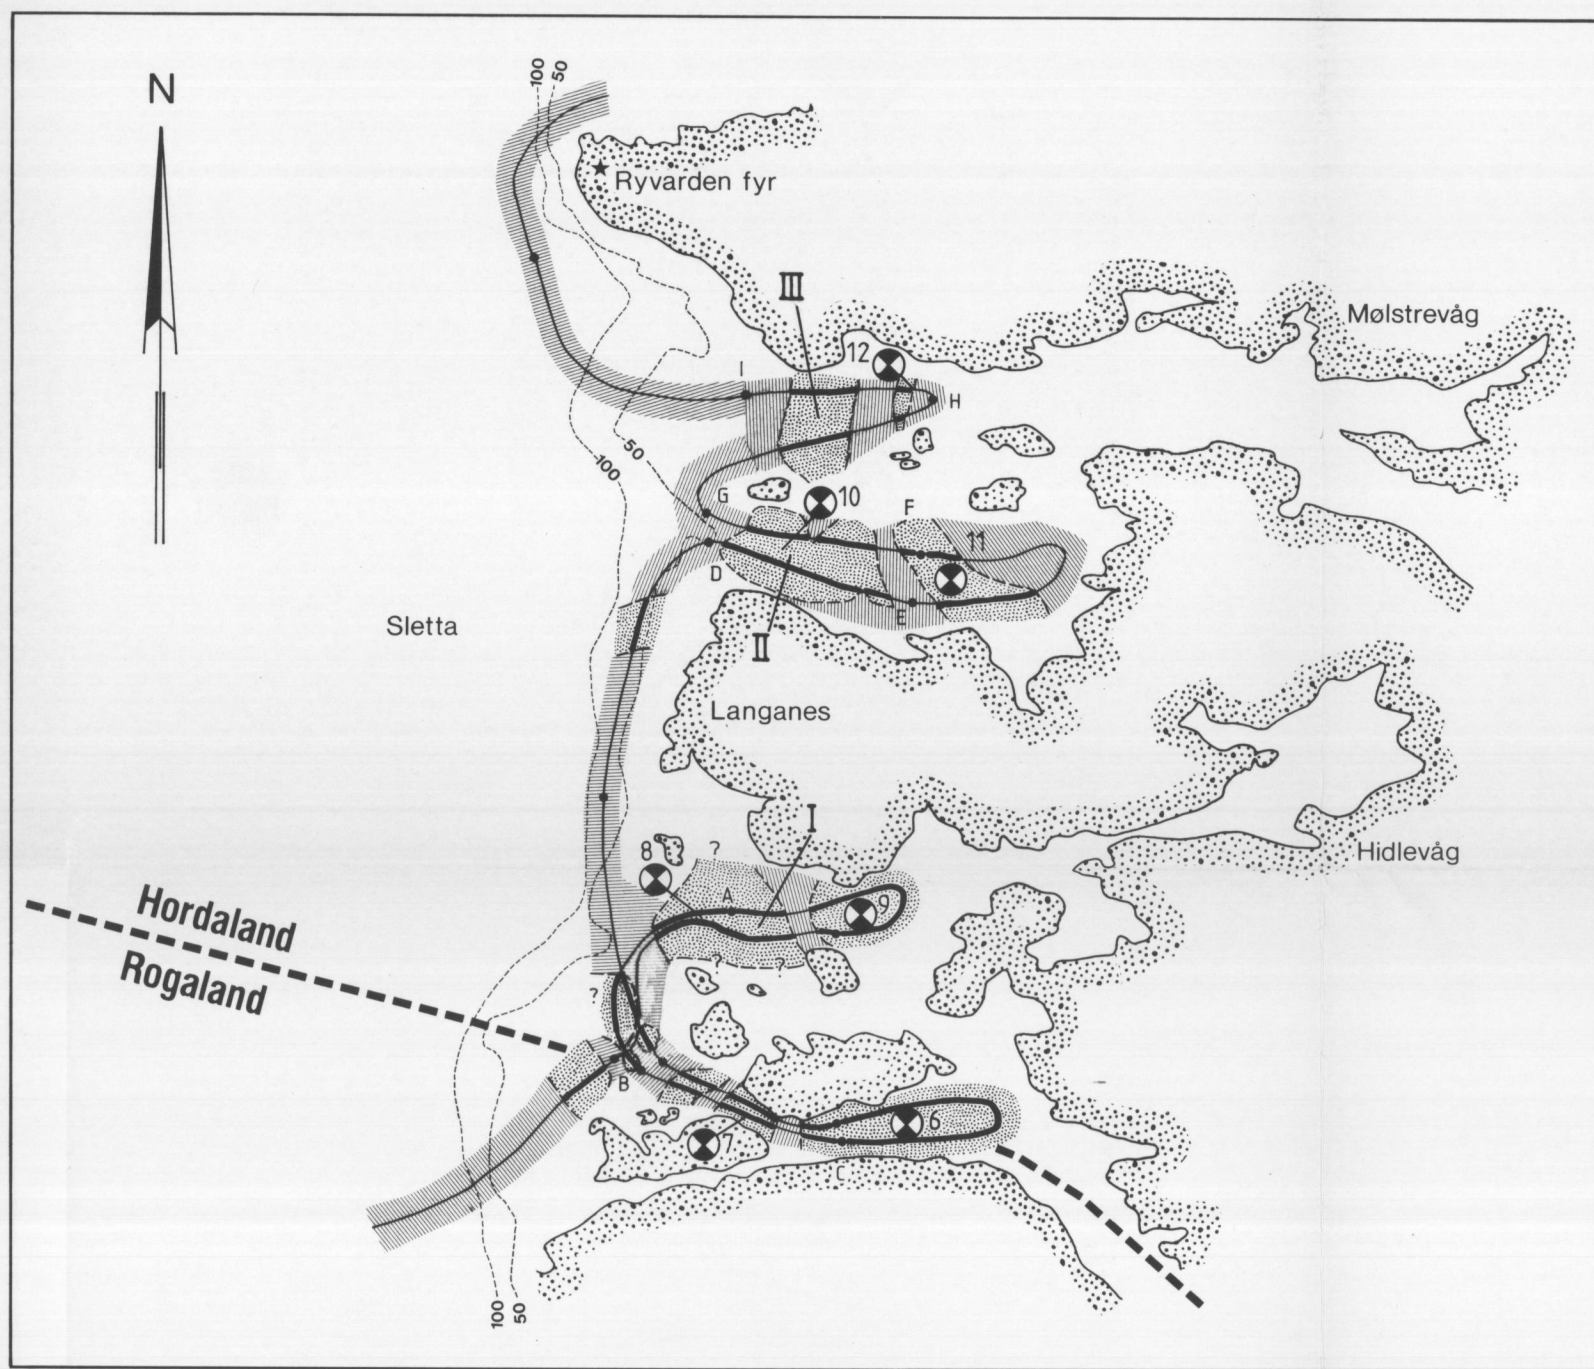 N
100
50
Ryvarden fyr
III
12
Mølstrevåg
I
H
50
100
G
10
F
11
D
E
Sletta
II
Langanes
I
8
?
Hidlevåg
A
9
Hordaland
Rogaland
?
?
?
B
6
7
C
100
50